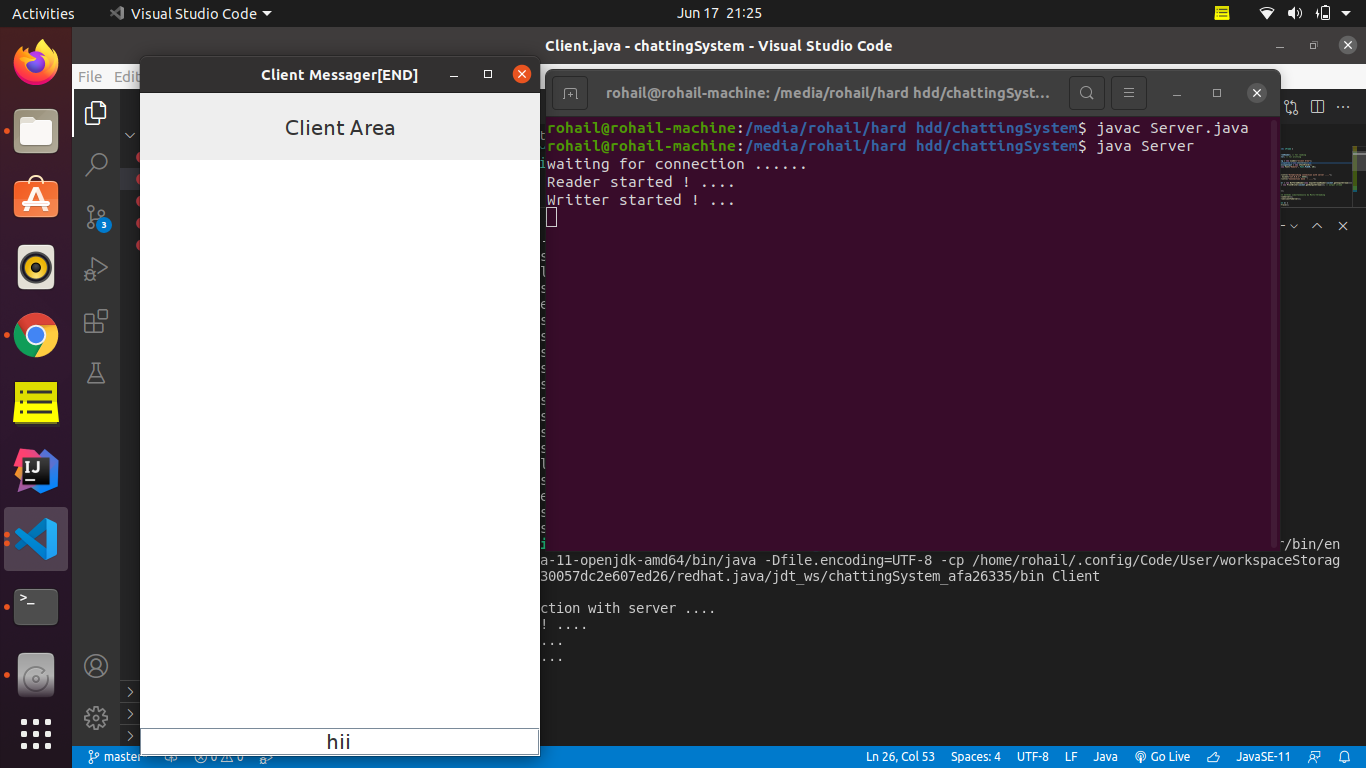 Activities
Visual Studio Code
Jun 17 21:25
Client.java - chattingSystem - Visual Studio Code
File Edit
Client Messager[END]
Client Area
rohail@rohail-machine: /media/rohail/hard hdd/chattingSyst...
rohail@rohail-machine:/media/rohail/hard hdd/chattingSystem$ javac Server.java
rohail@rohail-machine:/media/rohail/hard hdd/chattingSystem$ java Server
waiting for connection ......
Reader started ! ....
Writter started ! ...
3
IJ
>_
r/bin/en
a-11-openjdk-amd64/bin/java -Dfile.encoding=UTF-8 -cp /home/rohail/.config/Code/User/workspaceStorag
30057dc2e607ed26/redhat.java/jdt_ws/chattingSystem_afa26335/bin Client
ction with server ....
! ....
...
...
hii
master
0 0
Ln 26, Col 53
Spaces: 4
UTF-8
LF
Java
Go Live
JavaSE-11